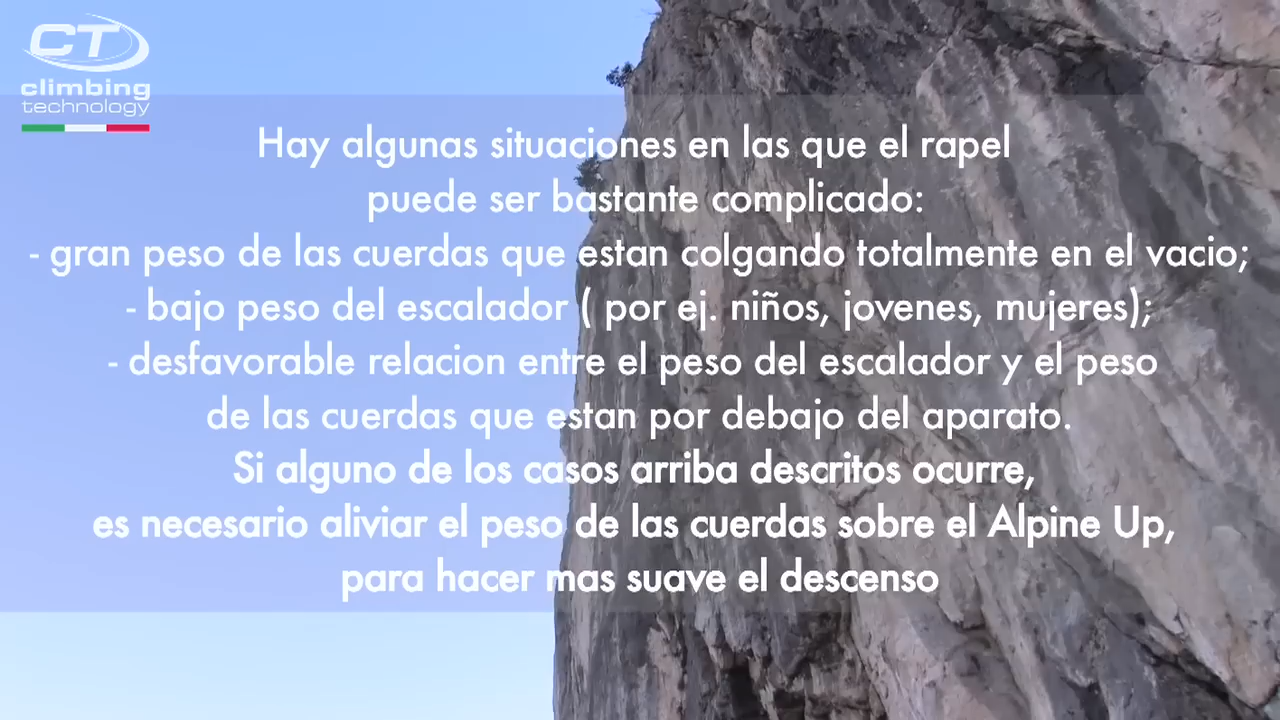 CT
climbing
technology
Hay algunas situaciones en las que el rapel
puede ser bastante complicado:
- gran peso de las cuerdas que estan colgando totalmente en el vacio;
- bajo peso del escalador ( por ej. niños, jovenes, mujeres);
- desfavorable relacion entre el peso del escalador y el peso
de las cuerdas que estan por debajo del aparato.
Si alguno de los casos arriba descritos ocurre,
es necesario aliviar el peso de las cuerdas sobre el Alpine Up,
para hacer mas suave el descenso